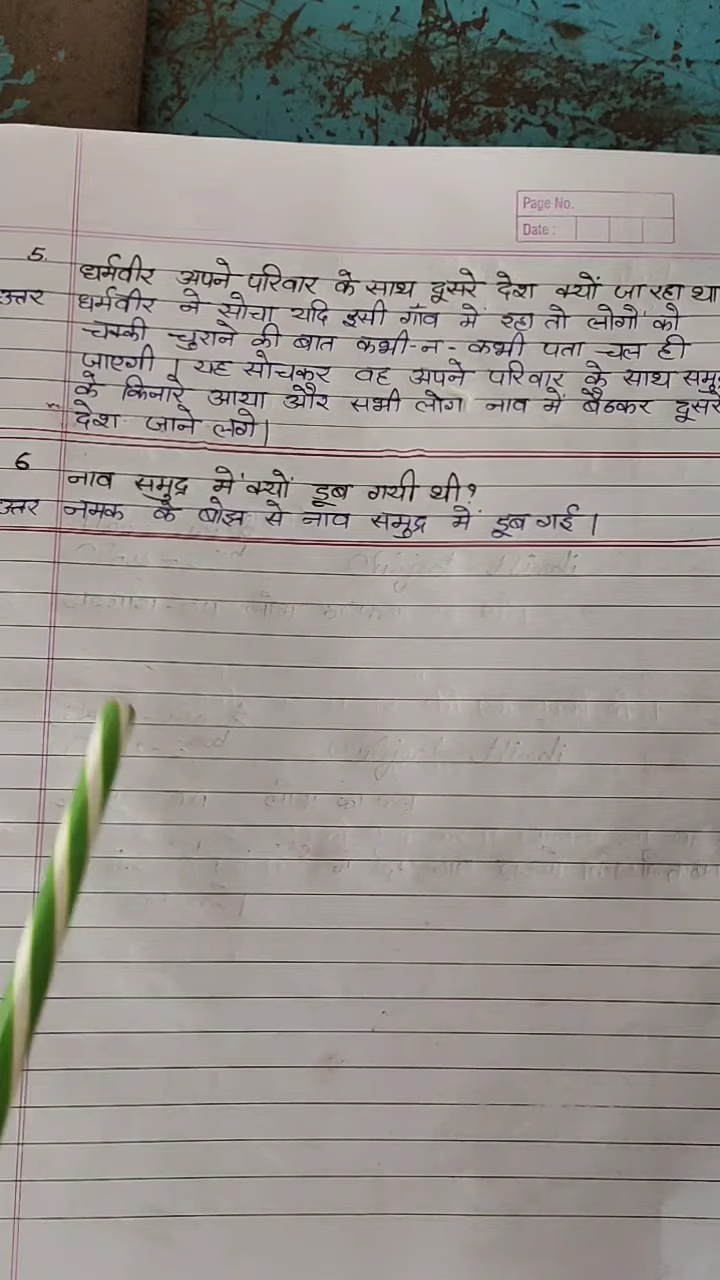 Page No.
Date :
5. धर्मवीर अपने परिवार के साथ दूसरे देश क्यों जा रहा था
उत्तर धर्मवीर ने सोचा यदि इसी गाँव में रहा तो लोगों को
चक्की चुराने की बात कभी-न-कभी पता चल ही
जाएगी । यह सोचकर वह अपने परिवार के साथ समु
के किनारे आया और सभी लोग नाव में बैठकर दूसरे
देश जाने लगे।
6 नाव समुद्र में क्यों डूब गयी थी?
उत्तर नमक के बोझ से नाव समुद्र में डूब गई।